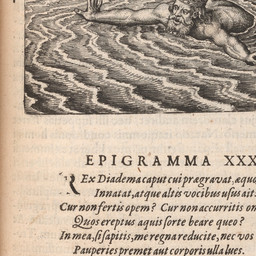 EPIGRAMMA XXX
REx Diadema caput cui prægravat, æquo
Innatat, atque altis vocibus usus ait.
Cur non fertis opem? Cur non accurritis on
Quos ereptus aquis sorte beare queo?
In mea, si sapitis, me regna reducite, nec vos
Pauperies premet aut corporis ulla lues.